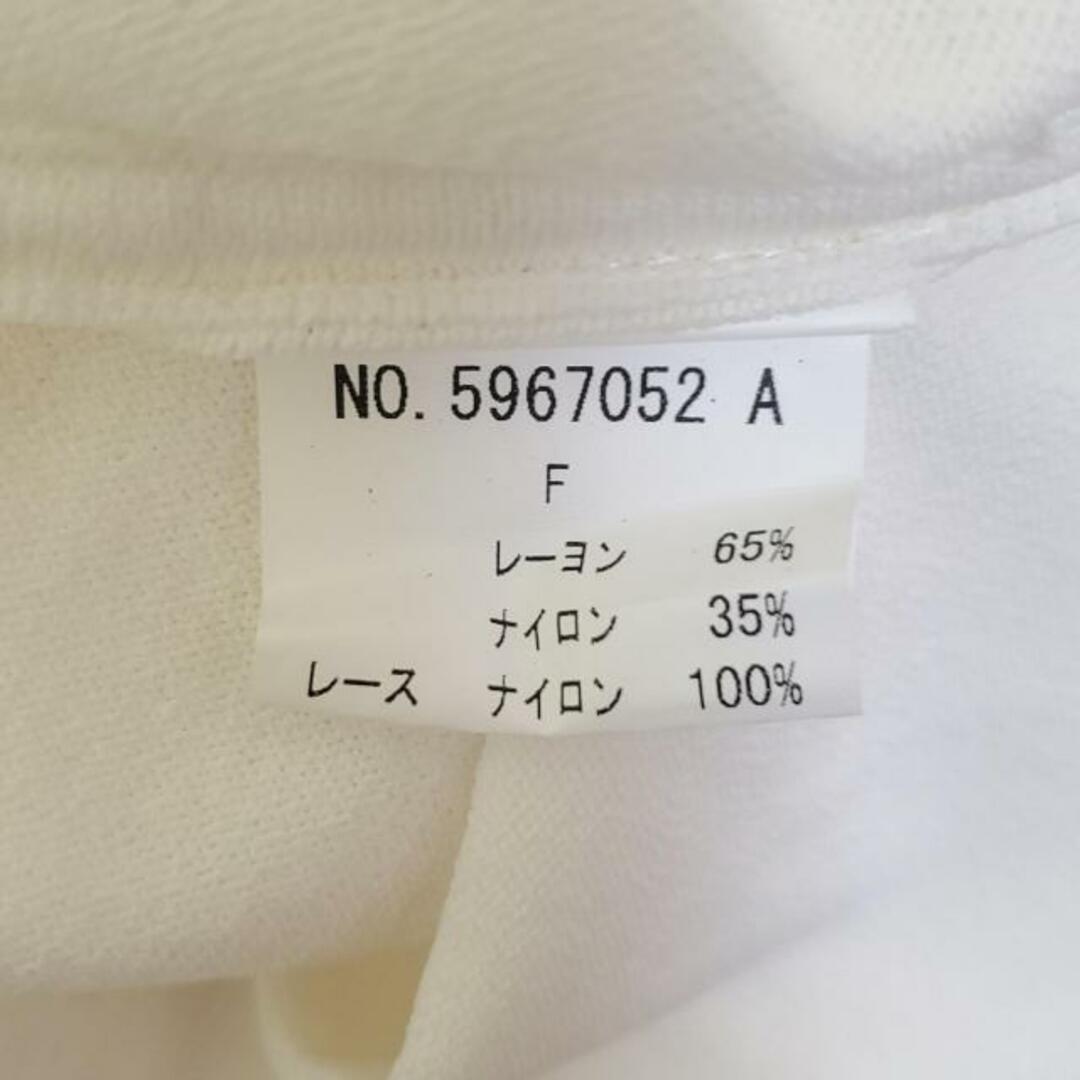 NO. 5967052 A
F
レーヨン 65%
ナイロン 35%
レース ナイロン 100%